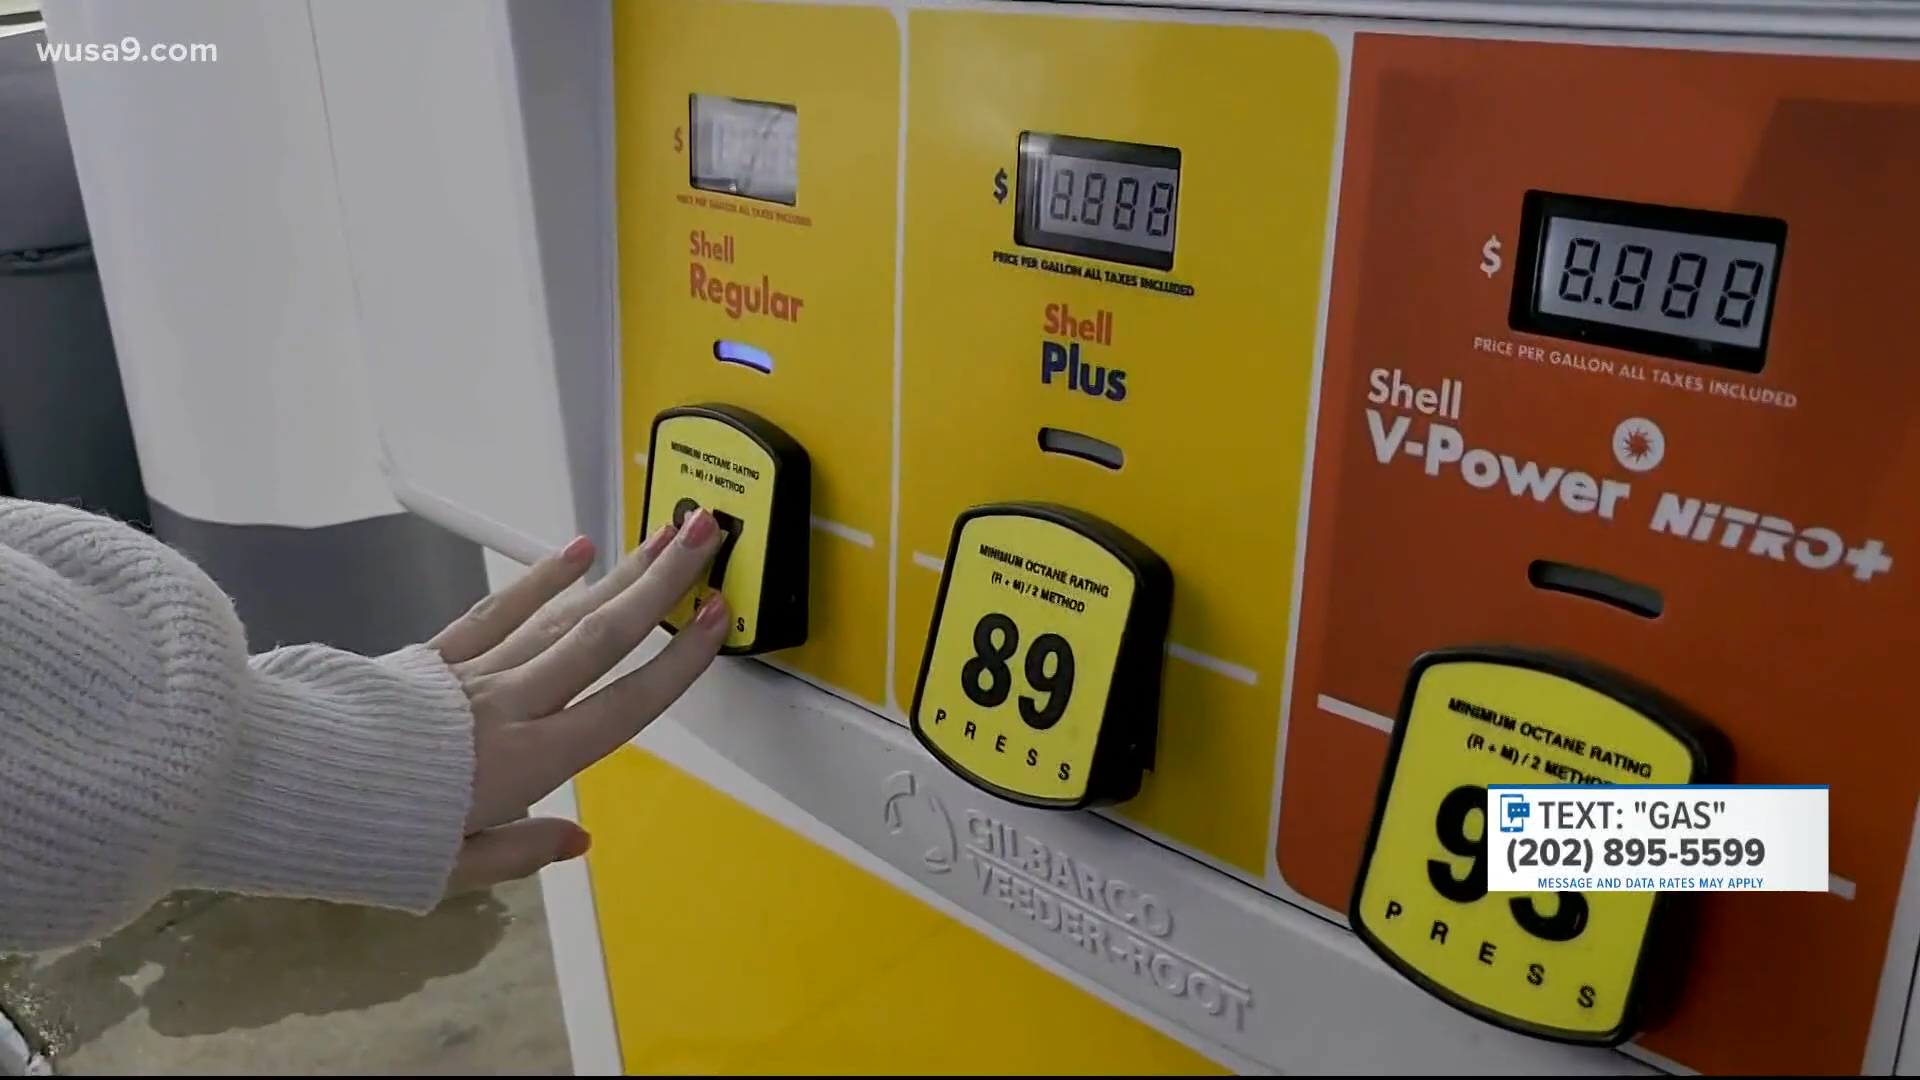 wusa9.com
$
PRICE PER GALLON ALL TAXES INCLUDED
Shell
Regular
MINIMUM OCTANE RATING
(R + M) / 2 METHOD
7
S
$ 8.888
PRICE PER GALLON ALL TAXES INCLUDED
Shell
Plus
MINIMUM OCTANE RATING
(R + M) / 2 METHOD
89
PRESS
$ 8.888
PRICE PER GALLON ALL TAXES INCLUDED
Shell
V-Power NiTRO+
MINIMUM OCTANE RATING
(R + M) / 2 METHOD
93
PRESS
GILBARCO
VEEDER-ROOT
TEXT: "GAS"
(202) 895-5599
MESSAGE AND DATA RATES MAY APPLY